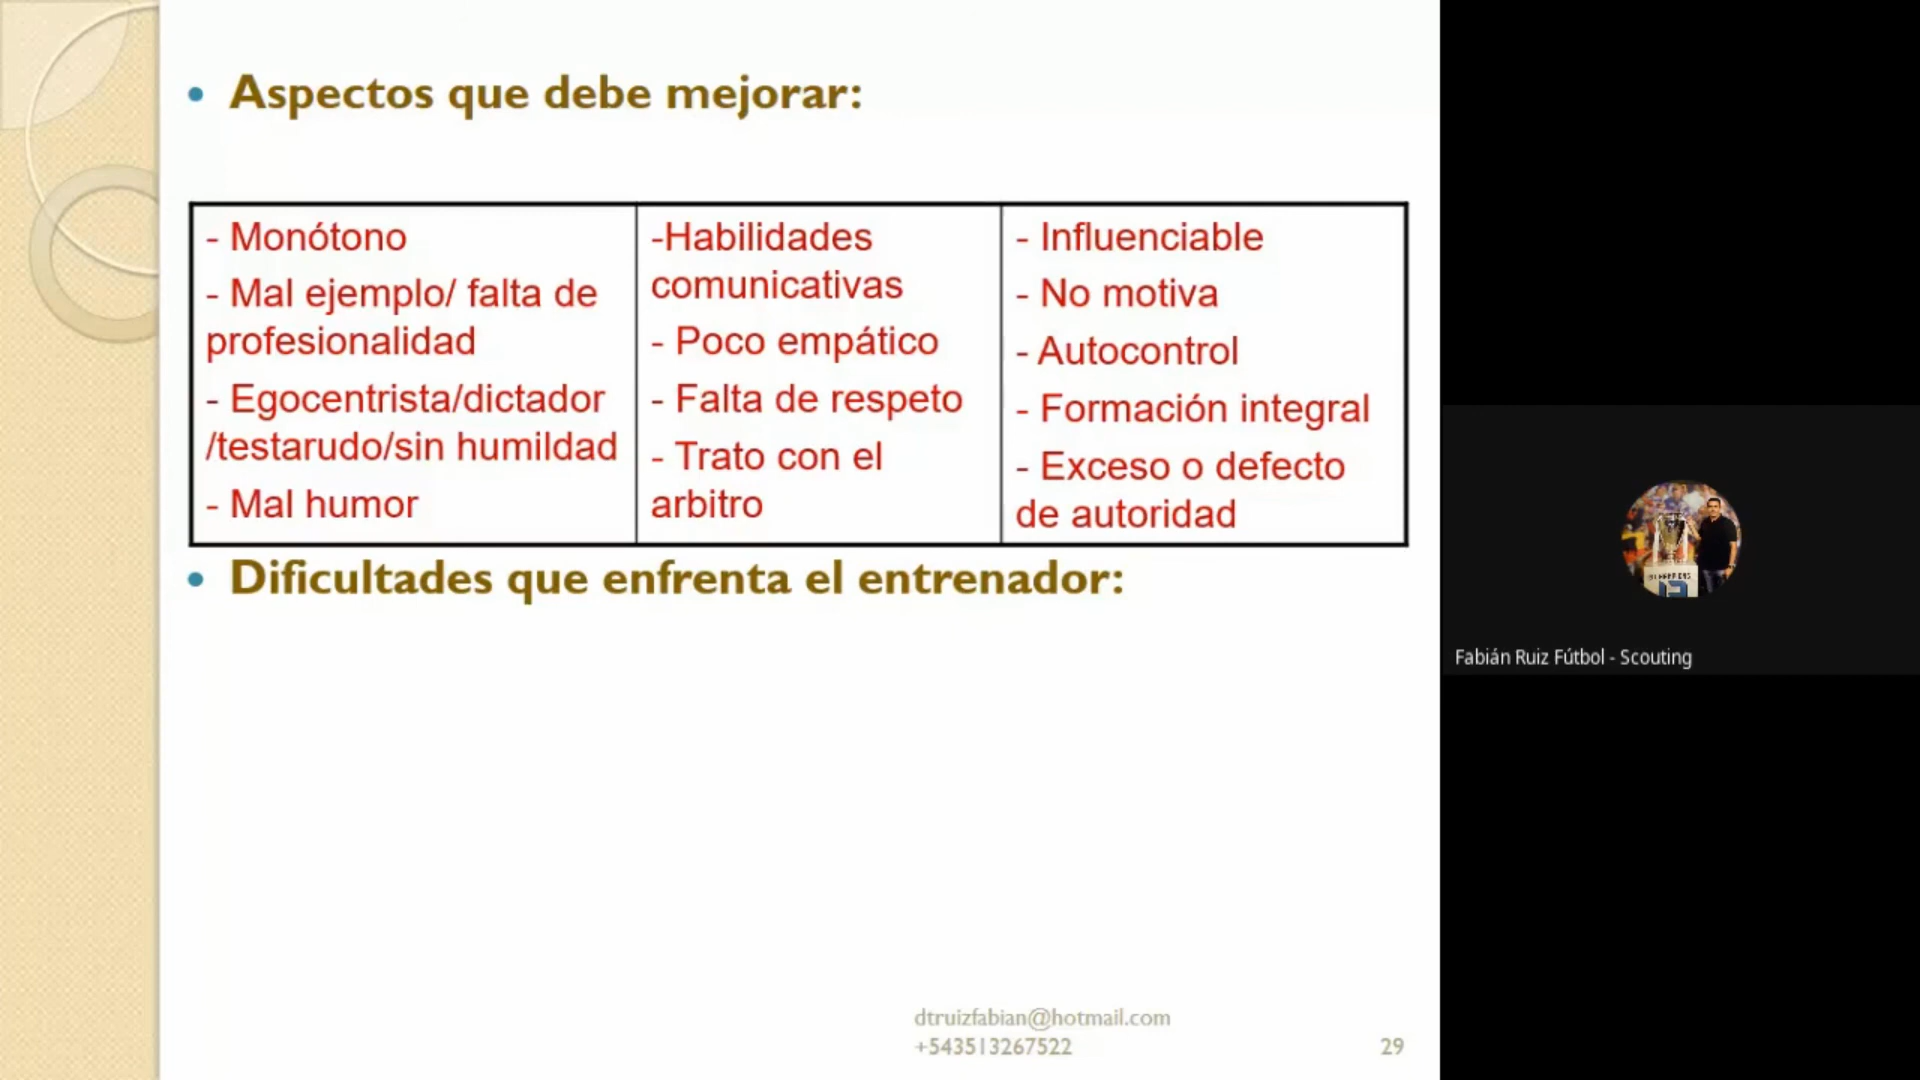 • Aspectos que debe mejorar:
- Monótono
- Mal ejemplo/ falta de
profesionalidad
- Egocentrista/dictador
/testarudo/sin humildad
- Mal humor
-Habilidades
comunicativas
- Poco empático
- Falta de respeto
- Trato con el
arbitro
- Influenciable
- No motiva
- Autocontrol
- Formación integral
- Exceso o defecto
de autoridad
• Dificultades que enfrenta el entrenador:
dtruizfabian@hotmail.com
+543513267522
29
Fabián Ruiz Fútbol - Scouting